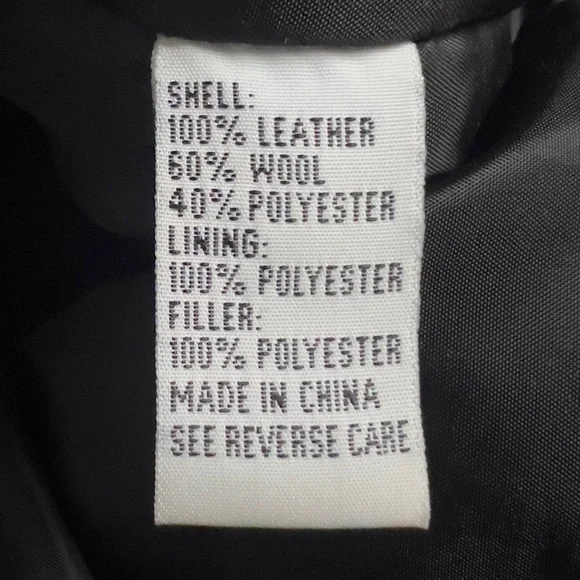 SHELL:
100% LEATHER
60% WOOL
40% POLYESTER
LINING:
100% POLYESTER
FILLER:
100% POLYESTER
MADE IN CHINA
SEE REVERSE CARE